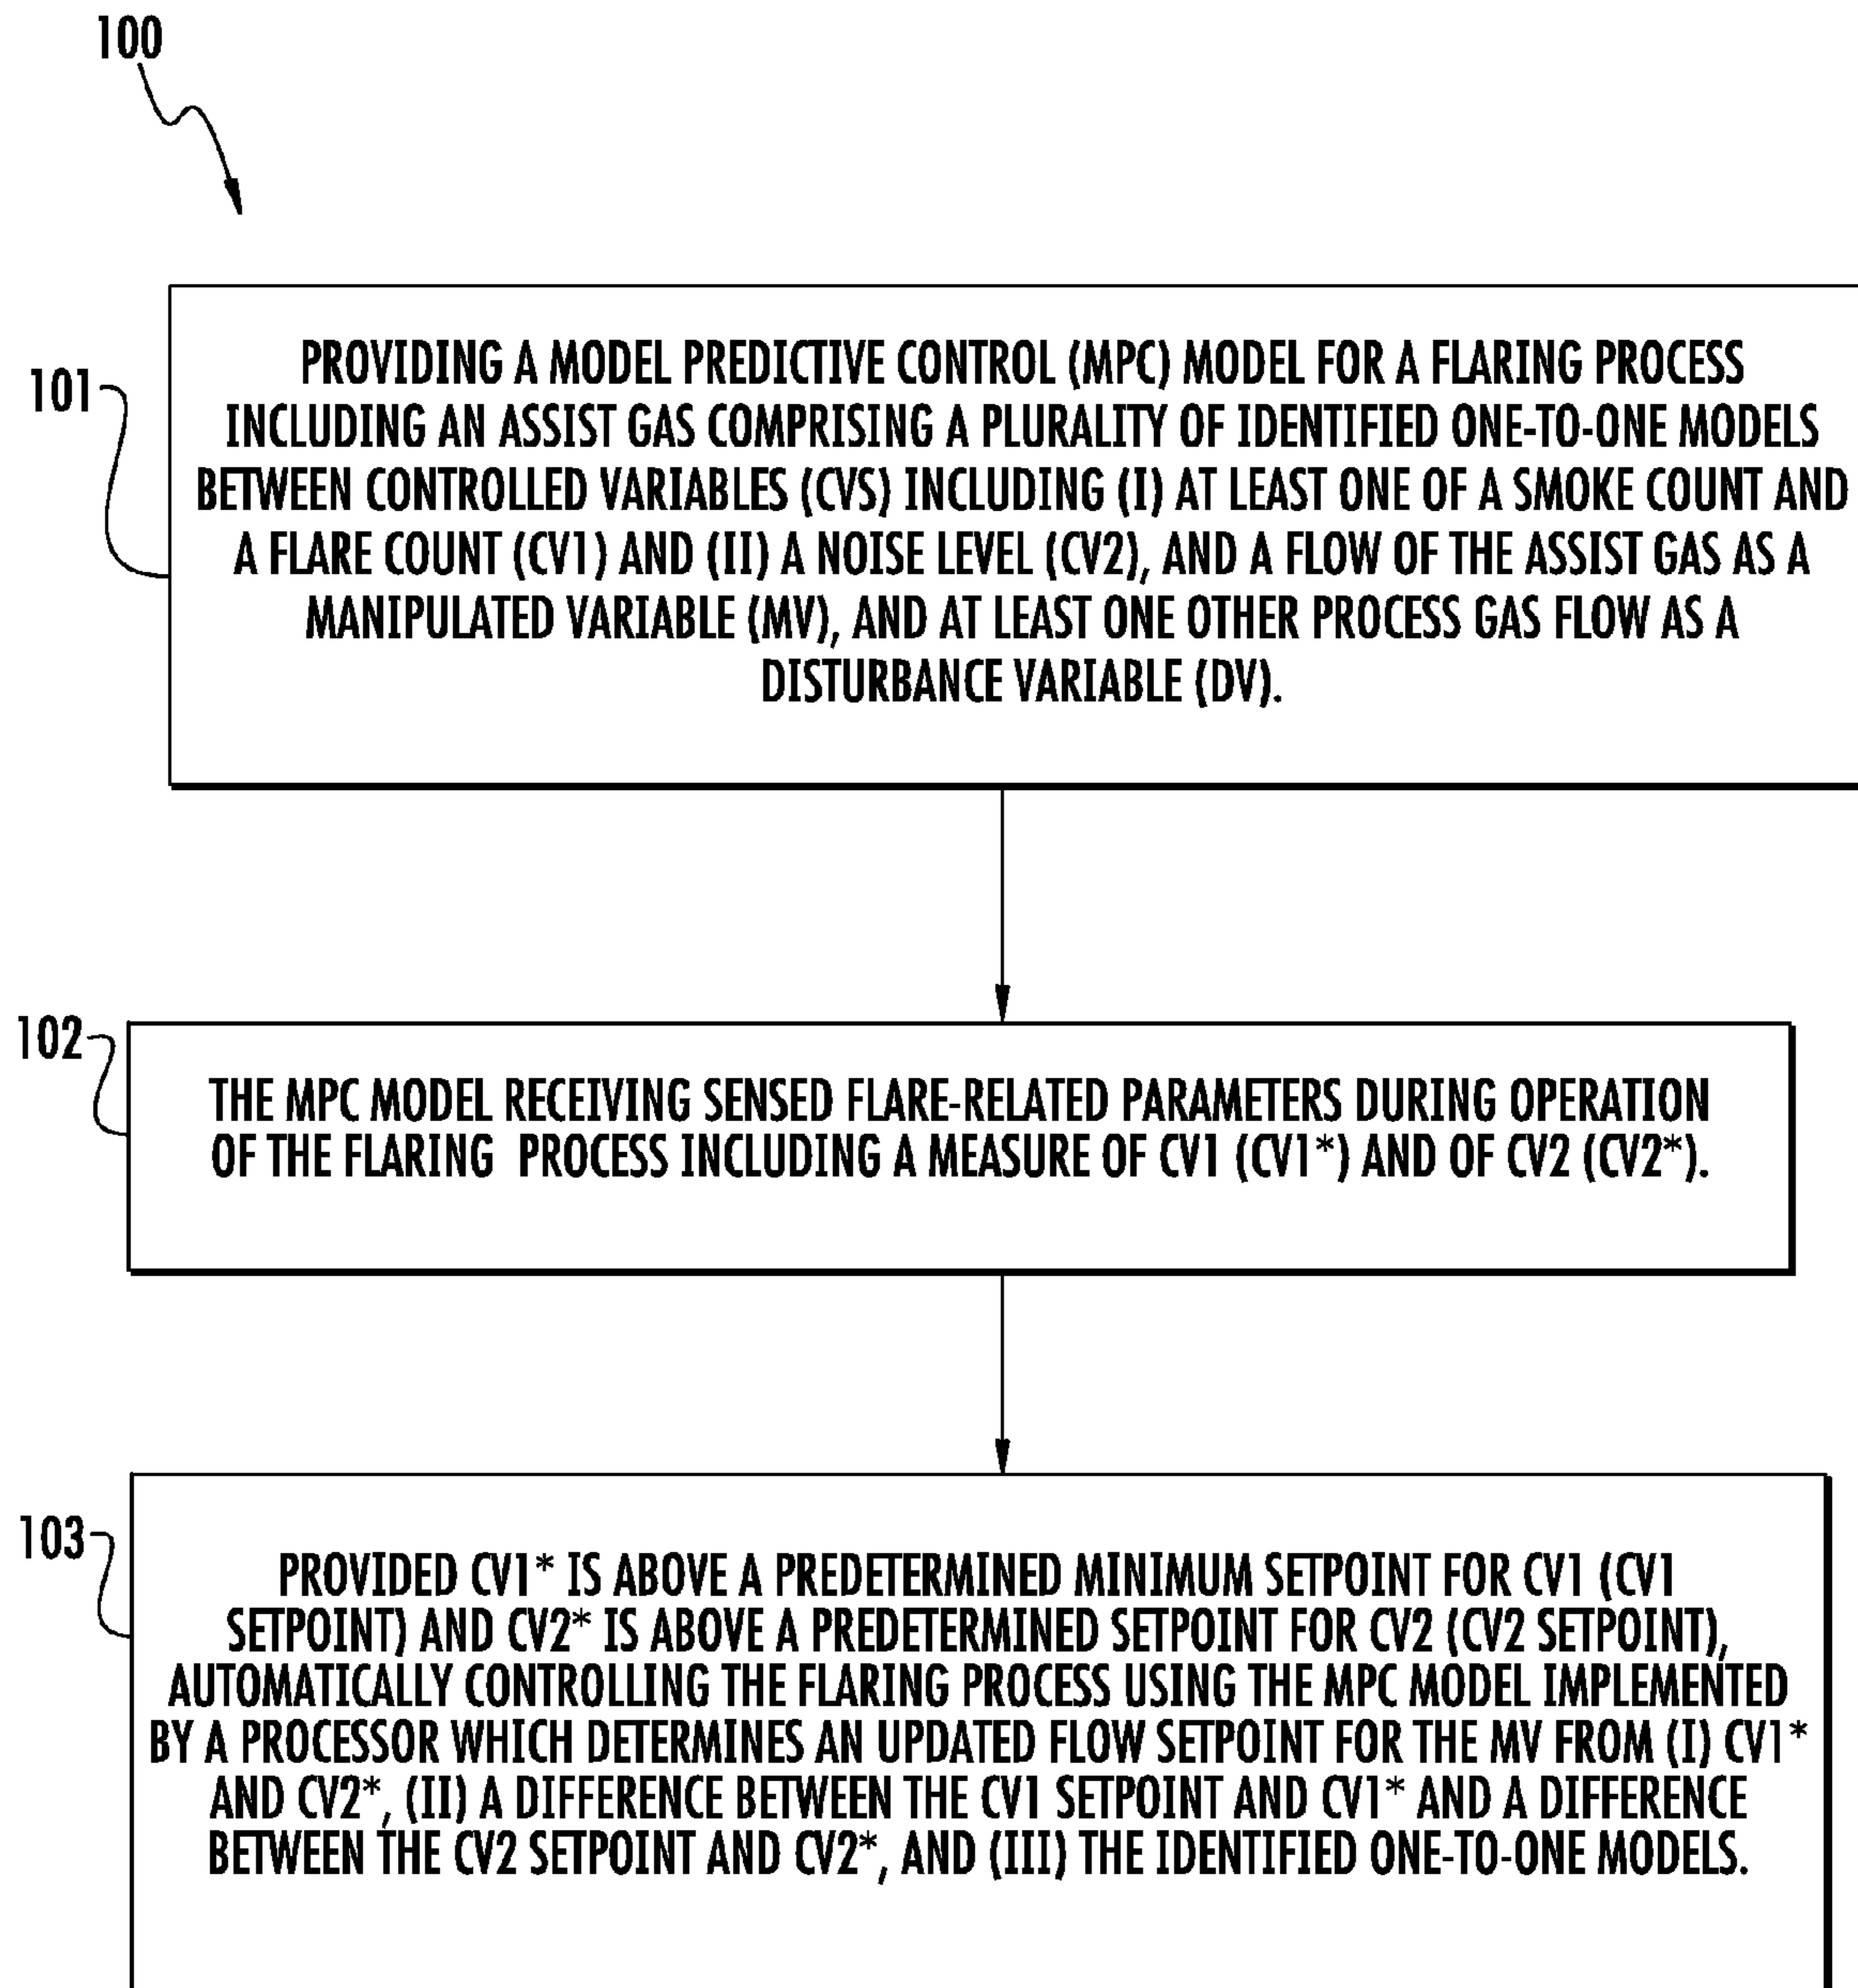 100
101
PROVIDING A MODEL PREDICTIVE CONTROL (MPC) MODEL FOR A FLARING PROCESS
INCLUDING AN ASSIST GAS COMPRISING A PLURALITY OF IDENTIFIED ONE-TO-ONE MODELS
BETWEEN CONTROLLED VARIABLES (CVS) INCLUDING (I) AT LEAST ONE OF A SMOKE COUNT AND
A FLARE COUNT (CV1) AND (II) A NOISE LEVEL (CV2), AND A FLOW OF THE ASSIST GAS AS A
MANIPULATED VARIABLE (MV), AND AT LEAST ONE OTHER PROCESS GAS FLOW AS A
DISTURBANCE VARIABLE (DV).
102
THE MPC MODEL RECEIVING SENSED FLARE-RELATED PARAMETERS DURING OPERATION
OF THE FLARING PROCESS INCLUDING A MEASURE OF CV1 (CV1*) AND OF CV2 (CV2*).
103
PROVIDED CV1* IS ABOVE A PREDETERMINED MINIMUM SETPOINT FOR CV1 (CV1
SETPOINT) AND CV2* IS ABOVE A PREDETERMINED SETPOINT FOR CV2 (CV2 SETPOINT),
AUTOMATICALLY CONTROLLING THE FLARING PROCESS USING THE MPC MODEL IMPLEMENTED
BY A PROCESSOR WHICH DETERMINES AN UPDATED FLOW SETPOINT FOR THE MV FROM (I) CV1*
AND CV2*, (II) A DIFFERENCE BETWEEN THE CV1 SETPOINT AND CV1* AND A DIFFERENCE
BETWEEN THE CV2 SETPOINT AND CV2*, AND (III) THE IDENTIFIED ONE-TO-ONE MODELS.